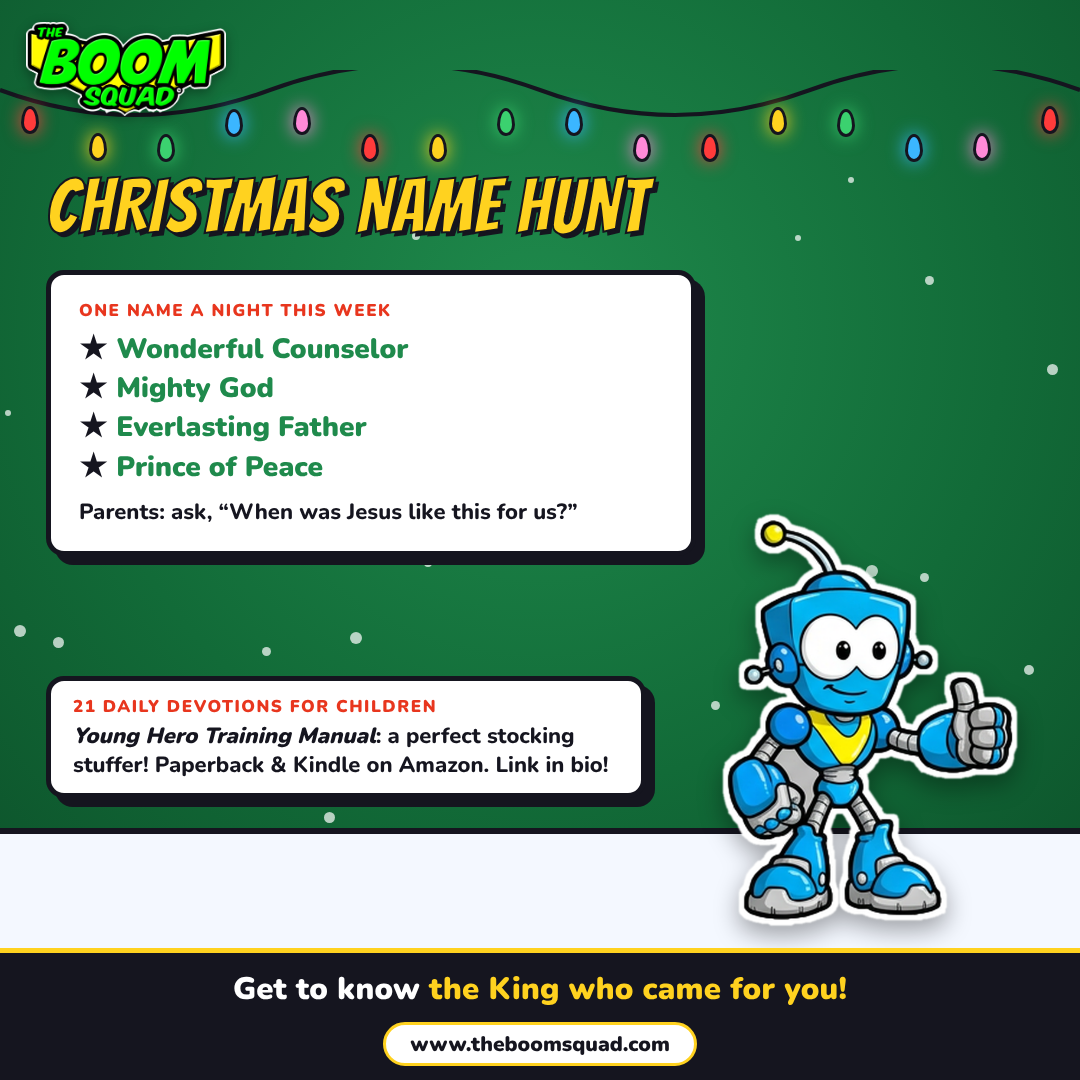 THE
BOOM
SQUAD
CHRISTMAS NAME HUNT
ONE NAME A NIGHT THIS WEEK
★ Wonderful Counselor
★ Mighty God
★ Everlasting Father
★ Prince of Peace
Parents: ask, “When was Jesus like this for us?”
21 DAILY DEVOTIONS FOR CHILDREN
Young Hero Training Manual: a perfect stocking
stuffer! Paperback & Kindle on Amazon. Link in bio!
Get to know the King who came for you!
www.theboomsquad.com